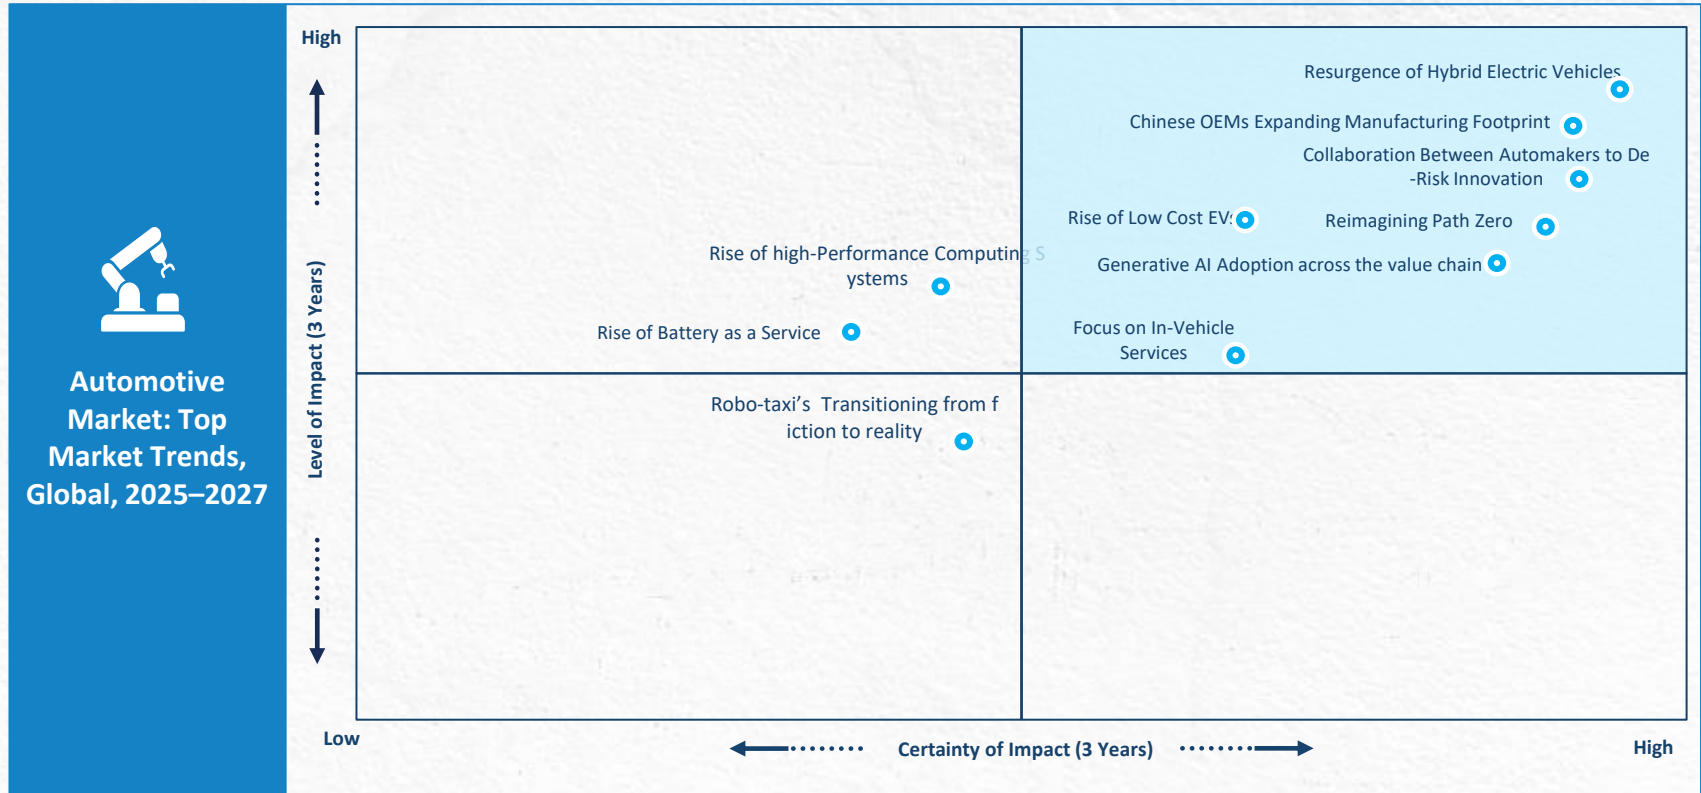 Automotive
Market: Top
Market Trends,
Global, 2025–2027
High
Level of Impact (3 Years)
Resurgence of Hybrid Electric Vehicles
Chinese OEMs Expanding Manufacturing Footprint
Collaboration Between Automakers to De
-Risk Innovation
Rise of Low Cost EVs
Reimagining Path Zero
Rise of high-Performance Computing S
ystems
Generative AI Adoption across the value chain
Rise of Battery as a Service
Focus on In-Vehicle
Services
Robo-taxi’s  Transitioning from f
iction to reality
Low
Certainty of Impact (3 Years)
High